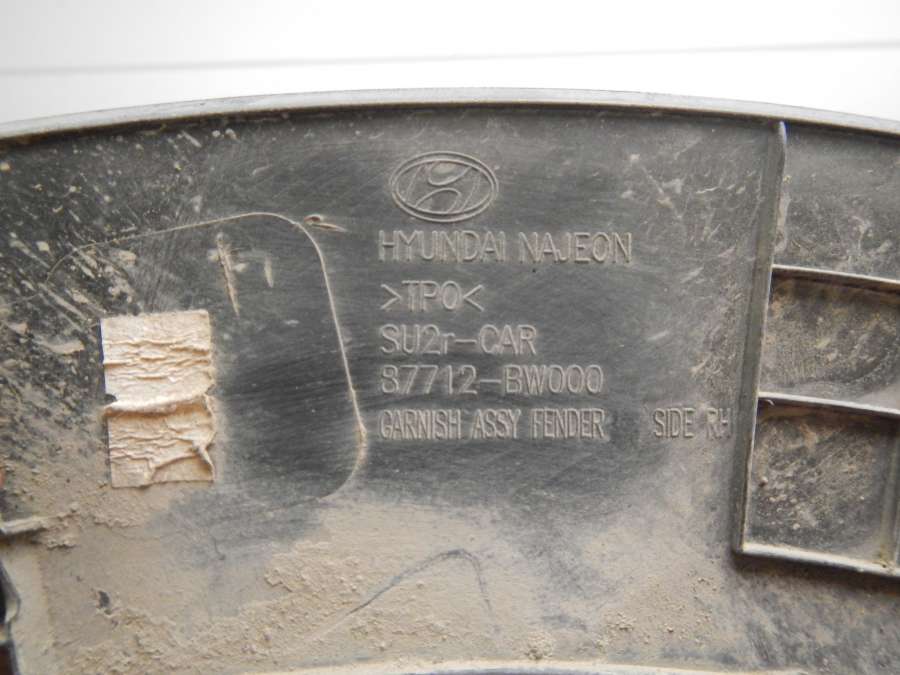 HYUNDAI NAJEON
>TPO<
SU2r-CAR
87712-BW000
GARNISH ASSY FENDER SIDE RH